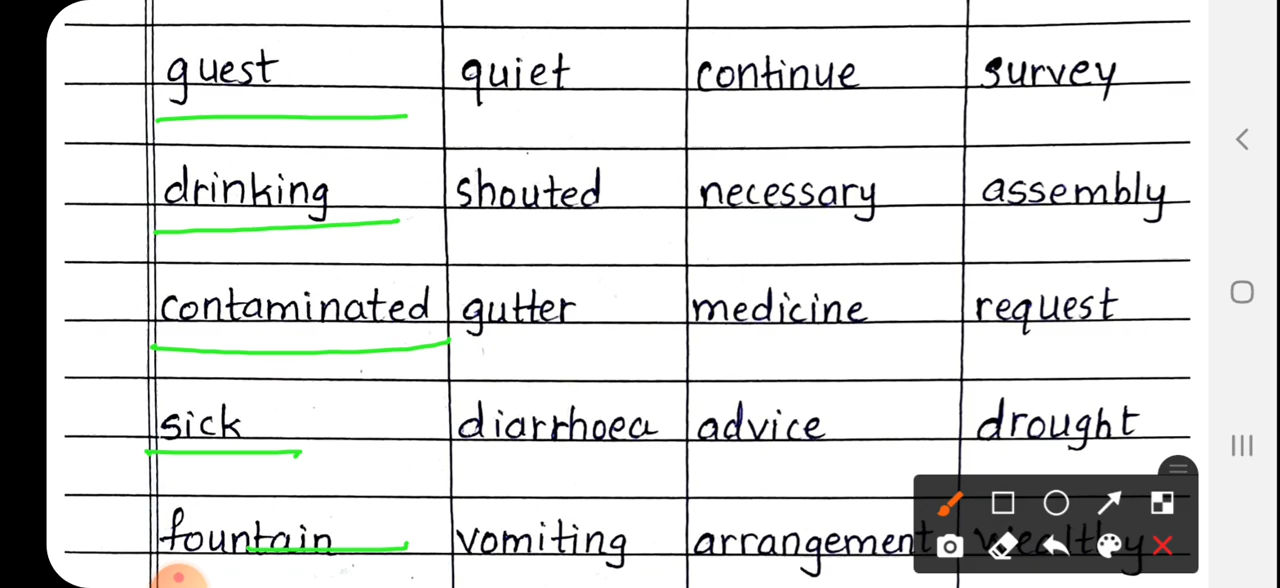 guest quiet continue survey
drinking shouted necessary assembly
contaminated gutter medicine request
sick diarrhoea advice drought
fountain vomiting arrangement wealthy